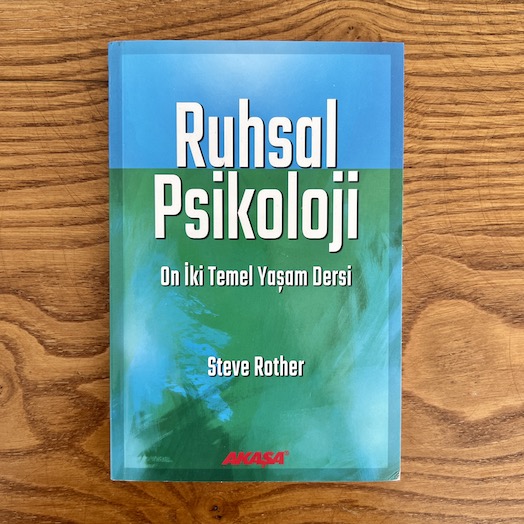 Ruhsal
Psikoloji
On İki Temel Yaşam Dersi
Steve Rother
AKAŞA®